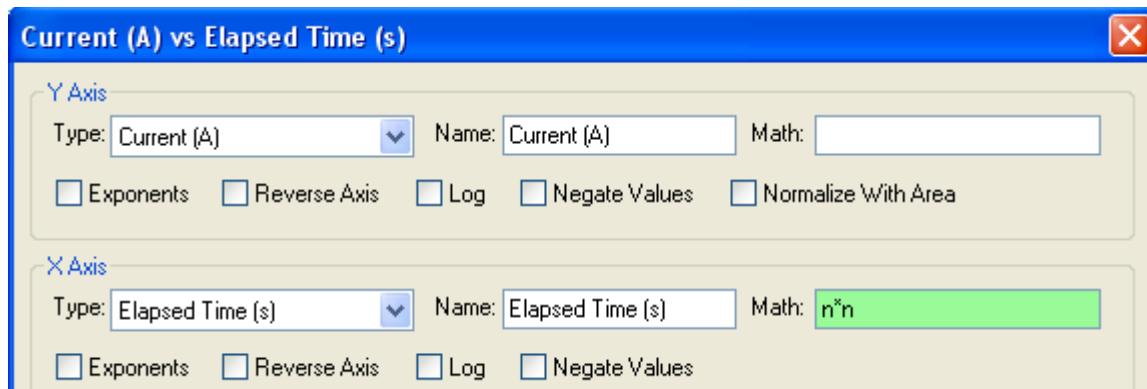 Current (A) vs Elapsed Time (s)
Y Axis
Type: Current (A) Name: Current (A) Math:
Exponents Reverse Axis Log Negate Values Normalize With Area
X Axis
Type: Elapsed Time (s) Name: Elapsed Time (s) Math: n*n
Exponents Reverse Axis Log Negate Values